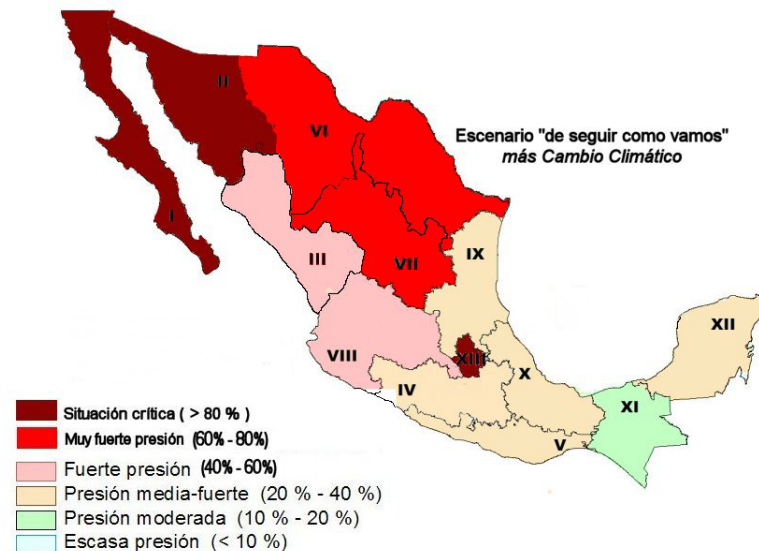 II
VI
Escenario "de seguir como vamos"
más Cambio Climático
I
III
VII
IX
XII
VIII
XIII
IV
X
XI
V
Situación crítica ( > 80 % )
Muy fuerte presión (60% - 80%)
Fuerte presión (40% - 60%)
Presión media-fuerte (20 % - 40 %)
Presión moderada (10 % - 20 %)
Escasa presión (< 10 %)